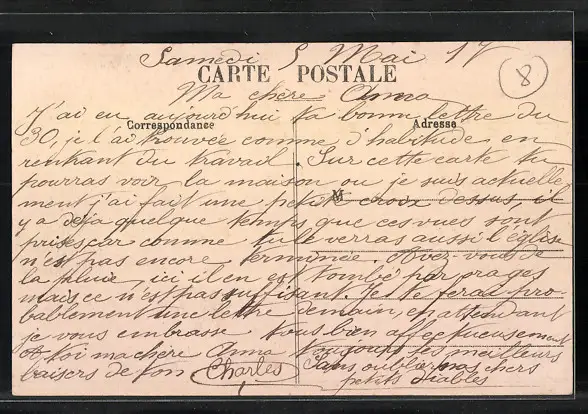 Samedi 5 Mai 17
CARTE POSTALE
8
Ma chère Anna
J'ai eu aujourd'hui ta bonne lettre du
Correspondance
Adresse
30, je l'ai trouvée comme d'habitude en
rentrant du travail. Sur cette carte tu
pourras voir la maison ou je suis actuelle
M
ment j'ai fait une petite croix dessus, il
y a déja quelque temps que ces vues sont
prises car comme tu le verras aussi l'église
n'est pas encore terminée. Avez-vous de
la pluie, ici il en est tombé par orages
mais ce n'est pas suffisant. Je te ferai pro
bablement une lettre demain, en attendant
je vous embrasse tous bien affectueusement
et toi ma chère Anna toujours les meilleurs
baisers de ton Charles Sans oublier nos chers
petits diables